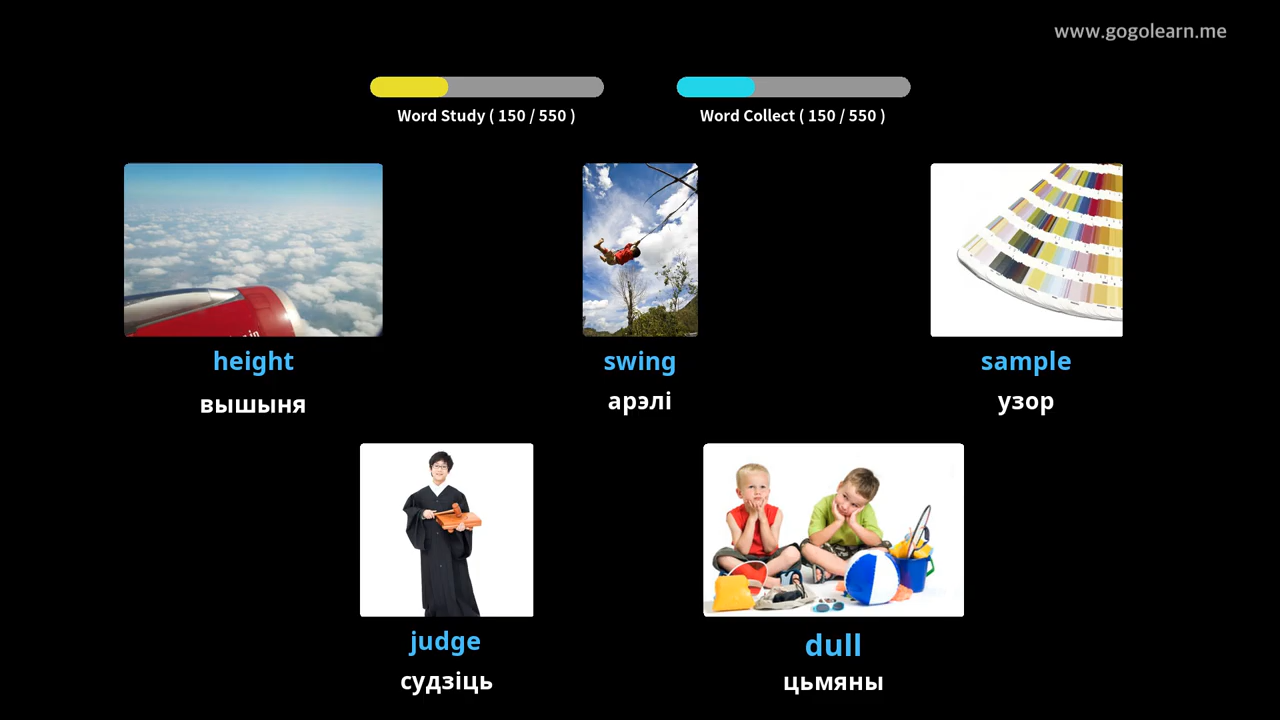 www.gogolearn.me
Word Study ( 150 / 550 )
Word Collect ( 150 / 550 )
height
swing
sample
вышыня
арэлі
узор
judge
dull
судзіць
цьмяны